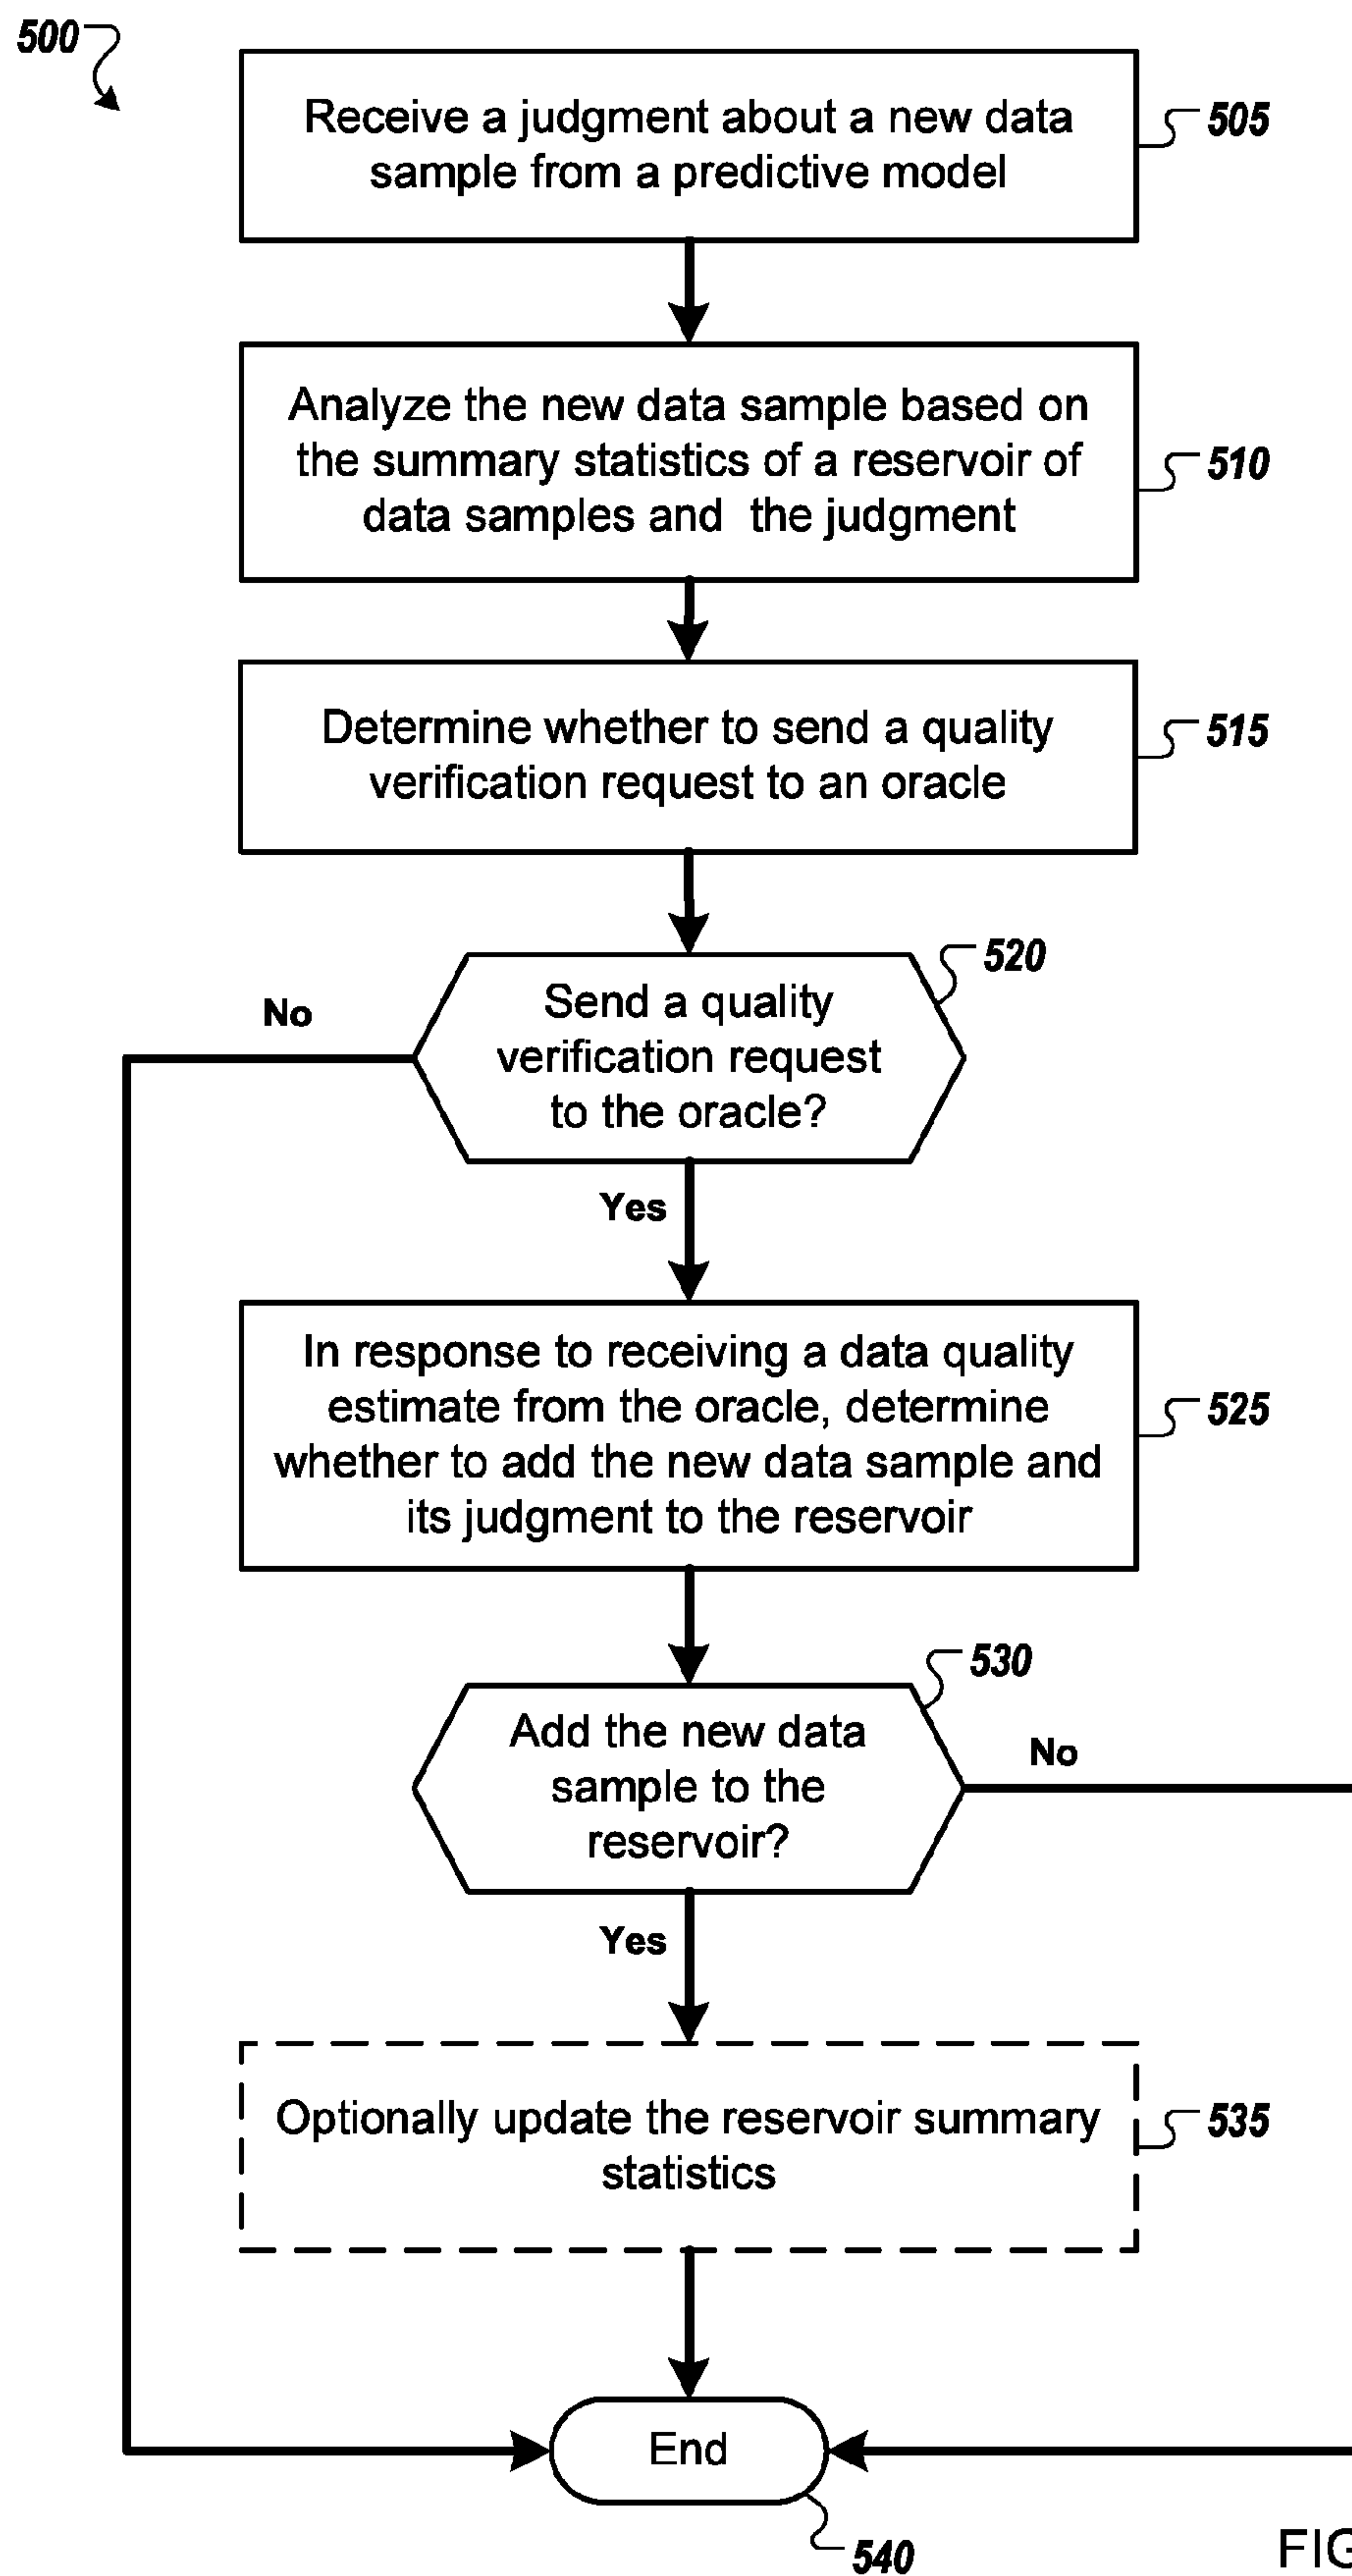 500
Receive a judgment about a new data
sample from a predictive model
505
Analyze the new data sample based on
the summary statistics of a reservoir of
data samples and the judgment
510
Determine whether to send a quality
verification request to an oracle
515
520
Send a quality
verification request
to the oracle?
No
Yes
In response to receiving a data quality
estimate from the oracle, determine
whether to add the new data sample and
its judgment to the reservoir
525
530
Add the new data
sample to the
reservoir?
No
Yes
Optionally update the reservoir summary
statistics
535
End
540
FIG